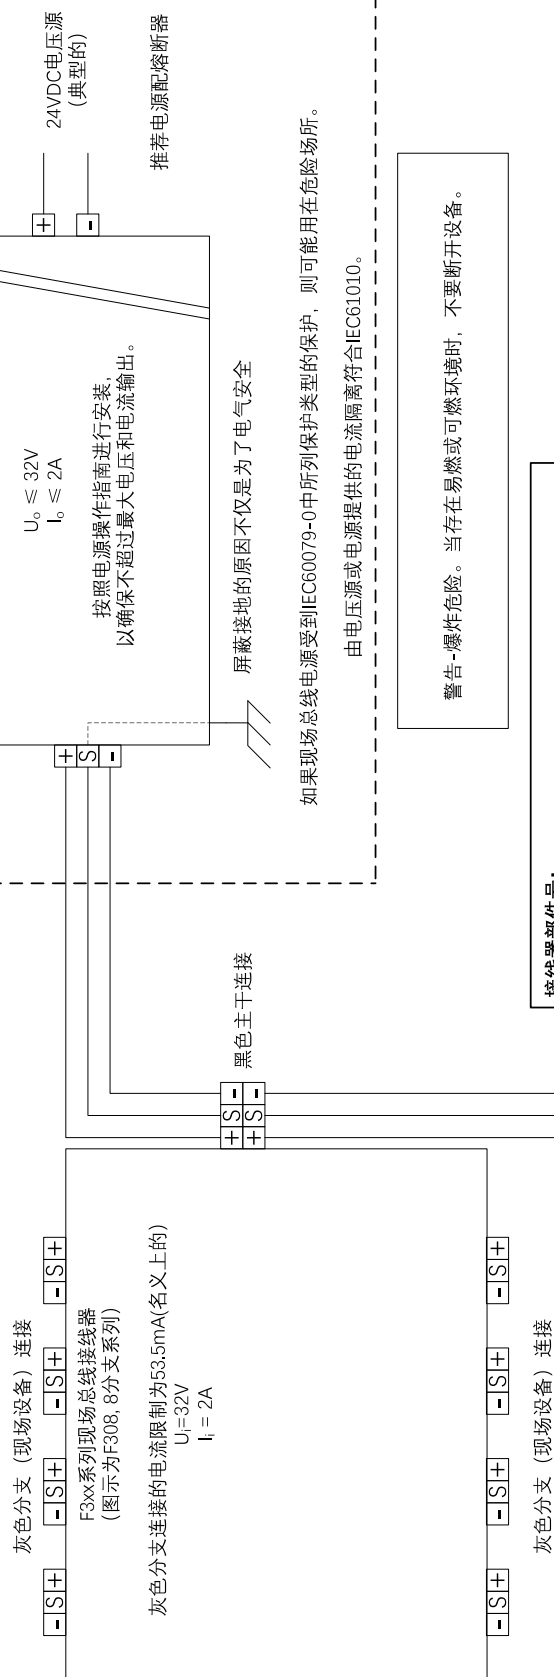 灰色分支（现场设备）连接
- S +
- S +
- S +
- S +
F3xx系列现场总线接线器
(图示为F308, 8分支系列)
灰色分支连接的电流限制为53.5mA(名义上的)
Uᵢ=32V
Iᵢ = 2A
- S +
- S +
- S +
- S +
灰色分支（现场设备）连接
+ S -
+ S -
黑色主干连接
+
S
-
Uₒ ≤ 32V
Iₒ ≤ 2A
按照电源操作指南进行安装,
以确保不超过最大电压和电流输出。
+
-
24VDC电压源
(典型的)
推荐电源配熔断器
屏蔽接地的原因不仅是为了电气安全
如果现场总线电源受到IEC60079-0中所列保护类型的保护，则可能用在危险场所。
由电压源或电源提供的电流隔离符合IEC61010。
警告-爆炸危险。当存在易燃或可燃环境时，不要断开设备。
接线器部件号: